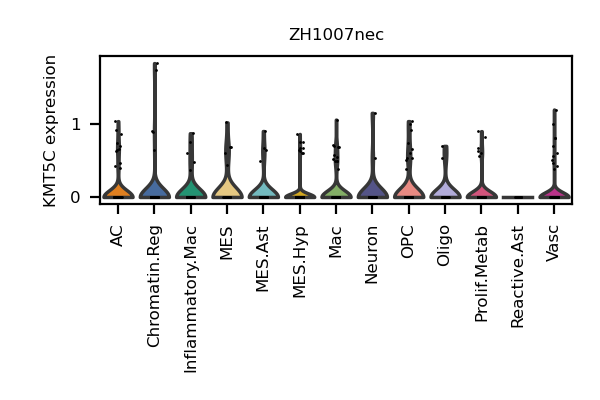 ZH1007nec
KMT5C expression
1
0
AC
Chromatin.Reg
Inflammatory.Mac
MES
MES.Ast
MES.Hyp
Mac
Neuron
OPC
Oligo
Prolif.Metab
Reactive.Ast
Vasc